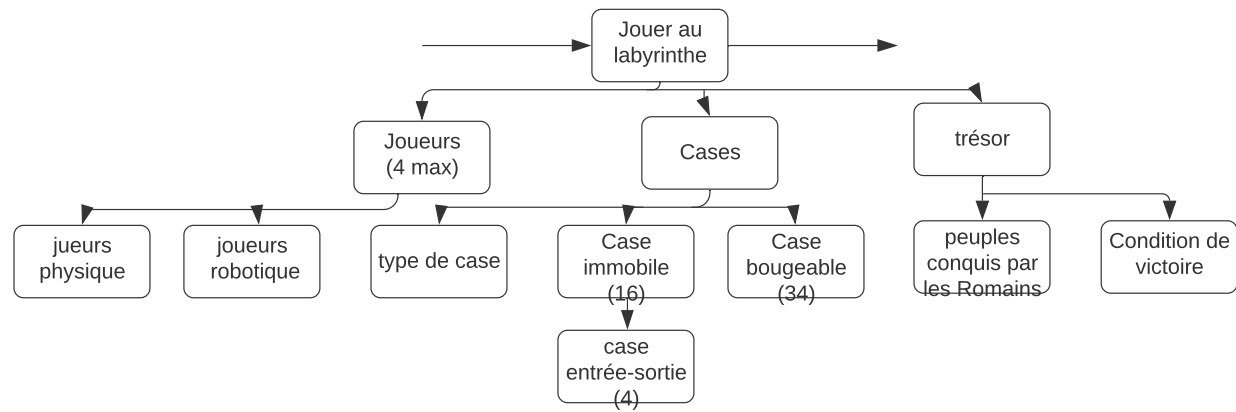 Jouer au
labyrinthe
Joueurs
(4 max)
Cases
trésor
jueurs
physique
joueurs
robotique
type de case
Case
immobile
(16)
Case
bougeable
(34)
peuples
conquis par
les Romains
Condition de
victoire
case
entrée-sortie
(4)